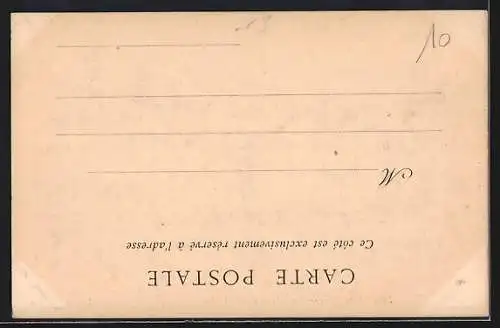 CARTE POSTALE
Ce côté est exclusivement réservé à l'adresse
M
10